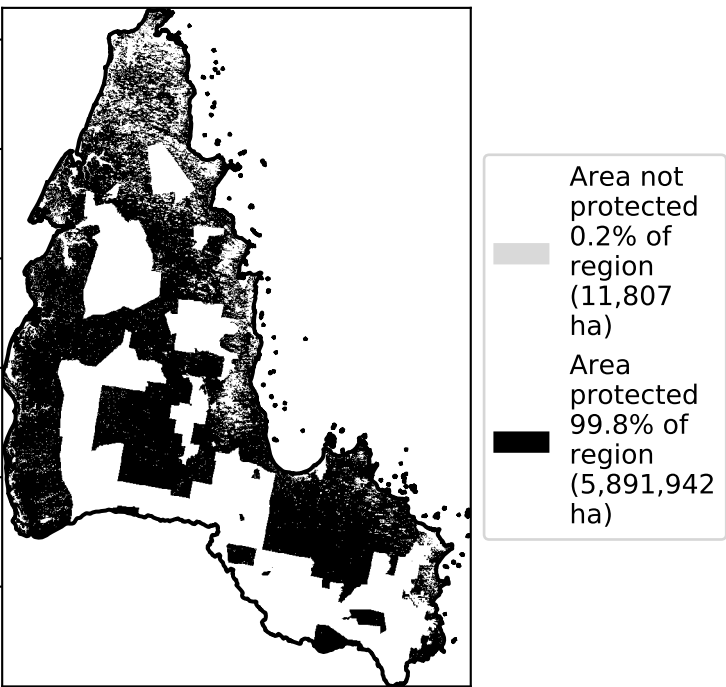 Area not
protected
0.2% of
region
(11,807
ha)
Area
protected
99.8% of
region
(5,891,942
ha)